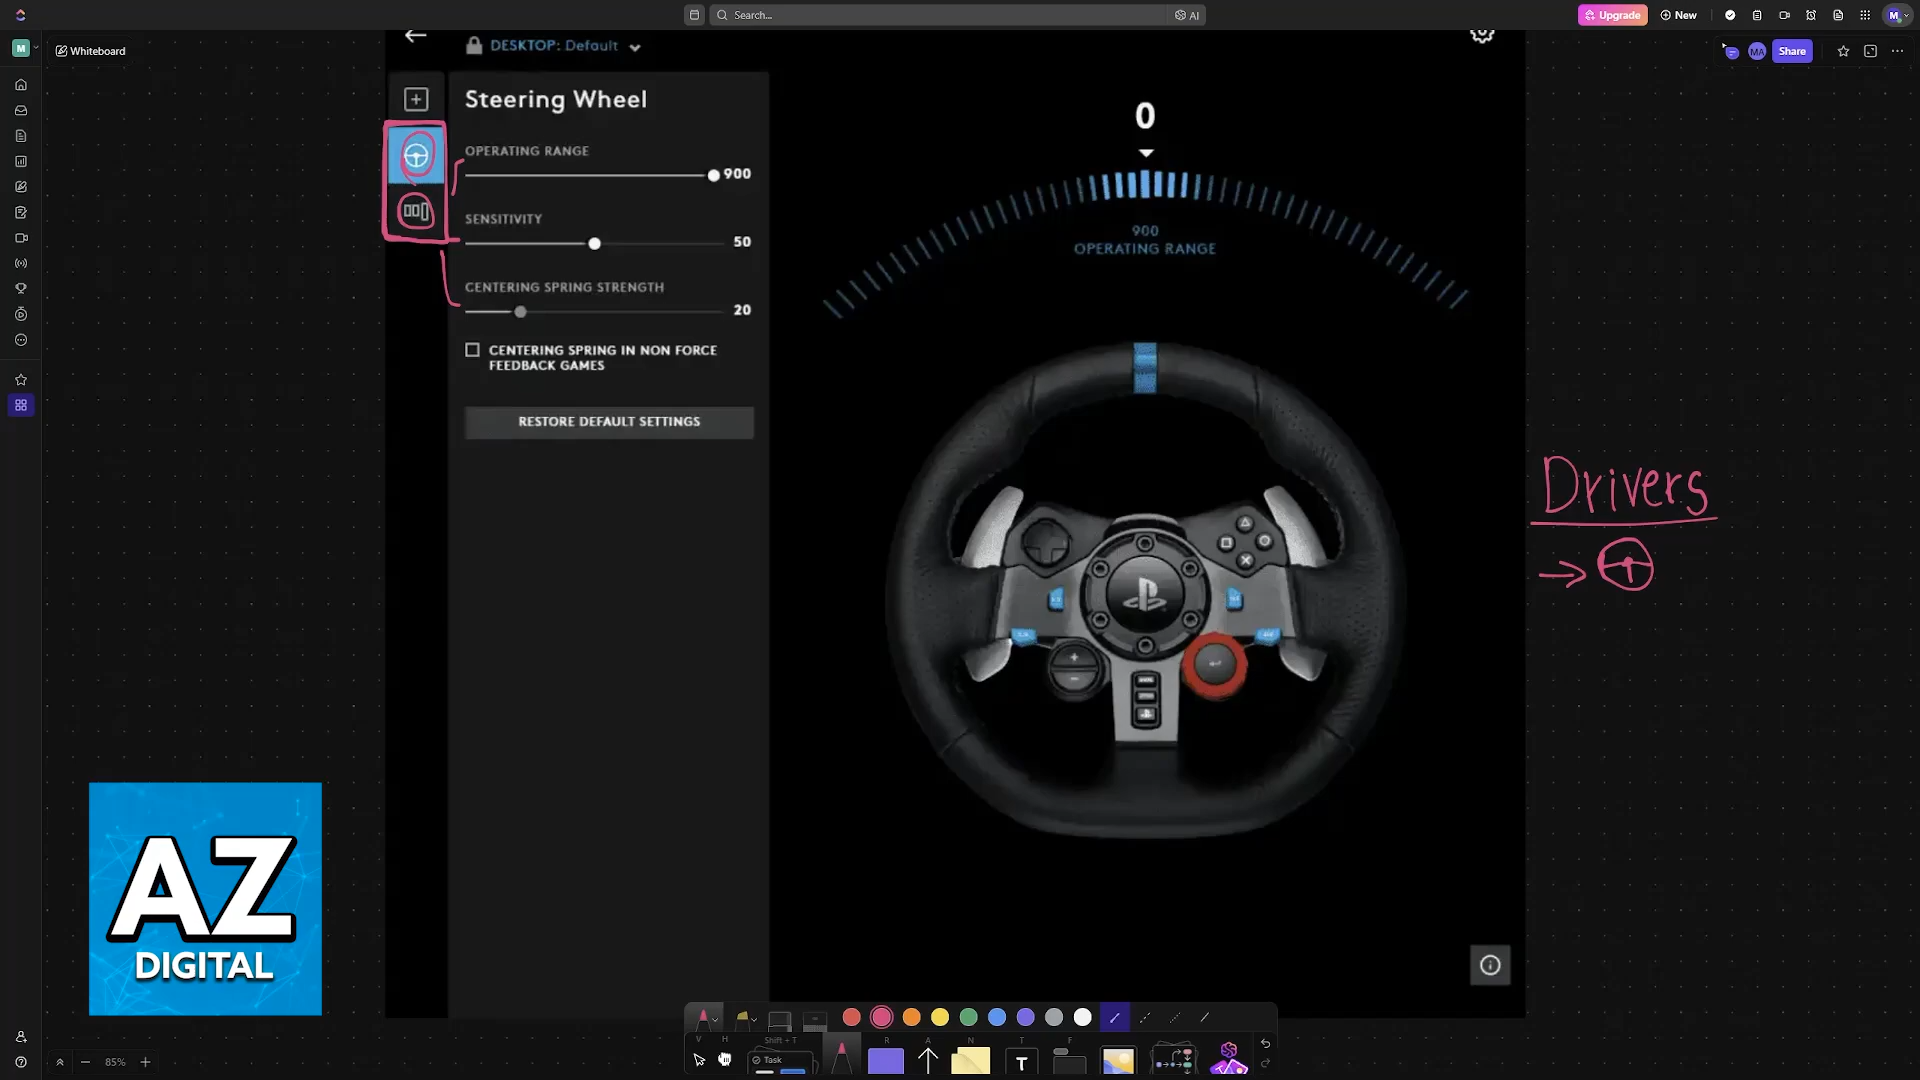 Search...
AI
Upgrade
New
M
M
Whiteboard
MA
Share
DESKTOP: Default
Steering Wheel
OPERATING RANGE
900
SENSITIVITY
50
CENTERING SPRING STRENGTH
20
CENTERING SPRING IN NON FORCE
FEEDBACK GAMES
RESTORE DEFAULT SETTINGS
0
900
OPERATING RANGE
Drivers
AZ
DIGITAL
85%
V
H
Shift + T
R
A
N
T
F
Task
T